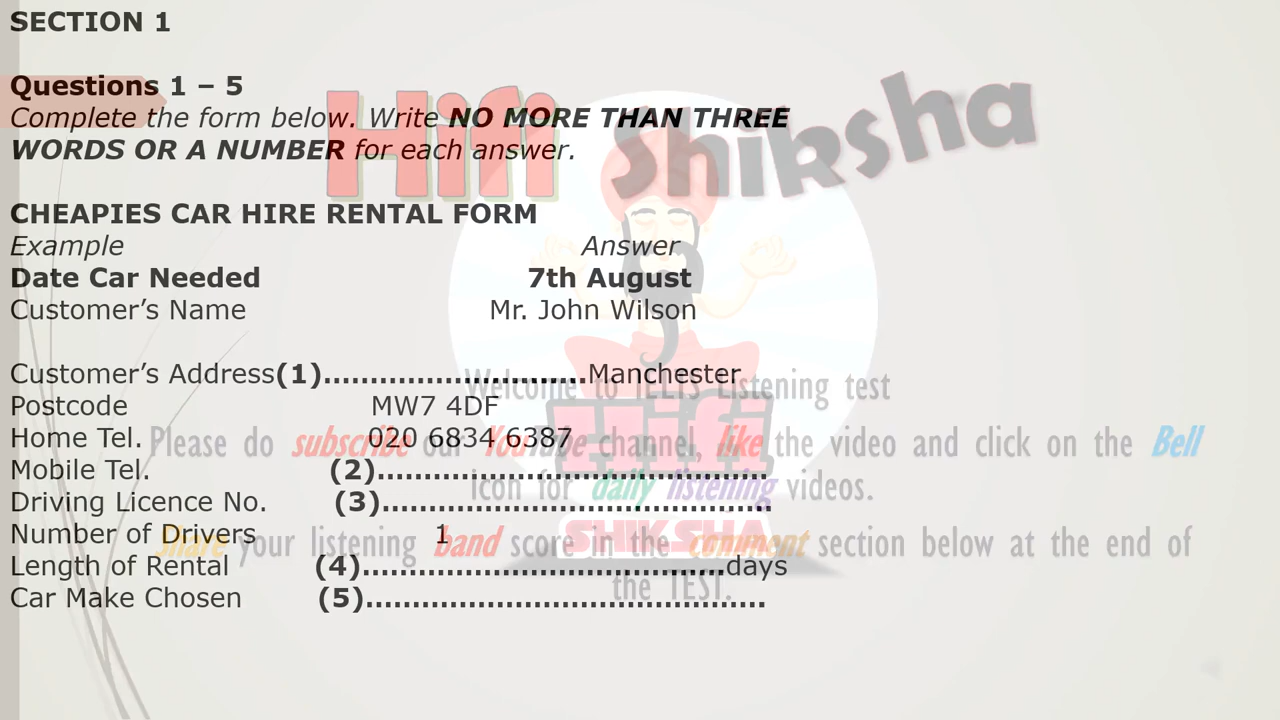 SECTION 1
Questions 1 – 5
Complete the form below. Write NO MORE THAN THREE
WORDS OR A NUMBER for each answer.
Hifi Shiksha
CHEAPIES CAR HIRE RENTAL FORM
Example Answer
Date Car Needed 7th August
Customer’s Name Mr. John Wilson
Customer’s Address(1)............................Manchester
Postcode MW7 4DF
Home Tel. 020 6834 6387
Mobile Tel. (2)..........................................
Driving Licence No. (3)..........................................
Number of Drivers 1
Length of Rental (4).......................................days
Car Make Chosen (5)...........................................
Welcome to IELTS Listening test
Please do subscribe our YouTube channel, like the video and click on the Bell
icon for daily listening videos.
Share your listening band score in the comment section below at the end of
the TEST.
Hifi
SHIKSHA